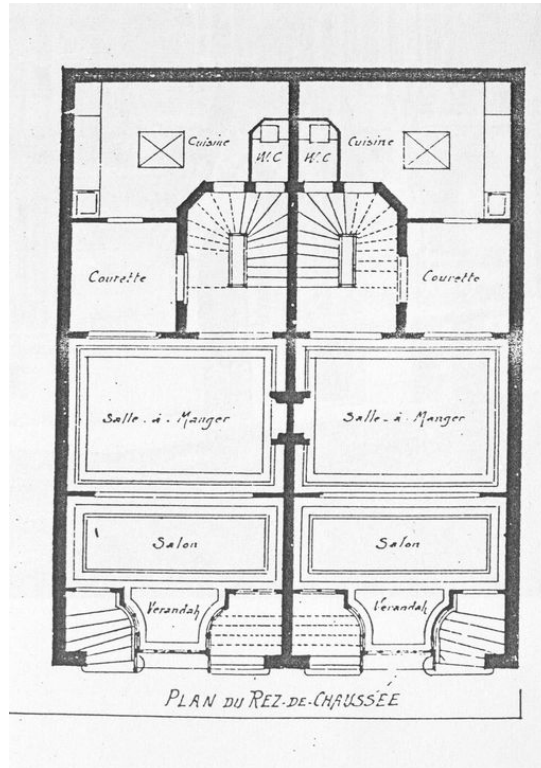 Cuisine
W.C
W.C
Cuisine
Courette
Courette
Salle - à - Manger
Salle - à - Manger
Salon
Salon
Verandah
Verandah
PLAN DU REZ-DE-CHAUSSÉE